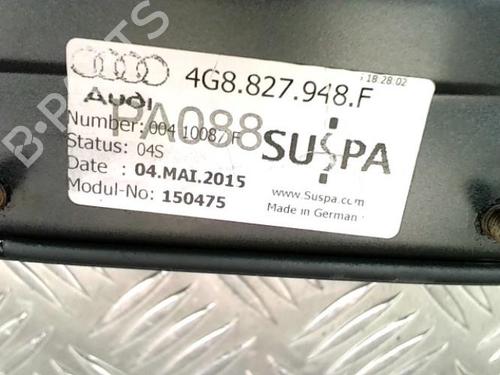 4G8.827.948.F
18:28:02
Audi
PA088
Number: 004 10087 F
Status: 04S
SUSPA
Date : 04.MAI.2015
Modul-No: 150475
www.Suspa.com
Made in German
B-PARTS